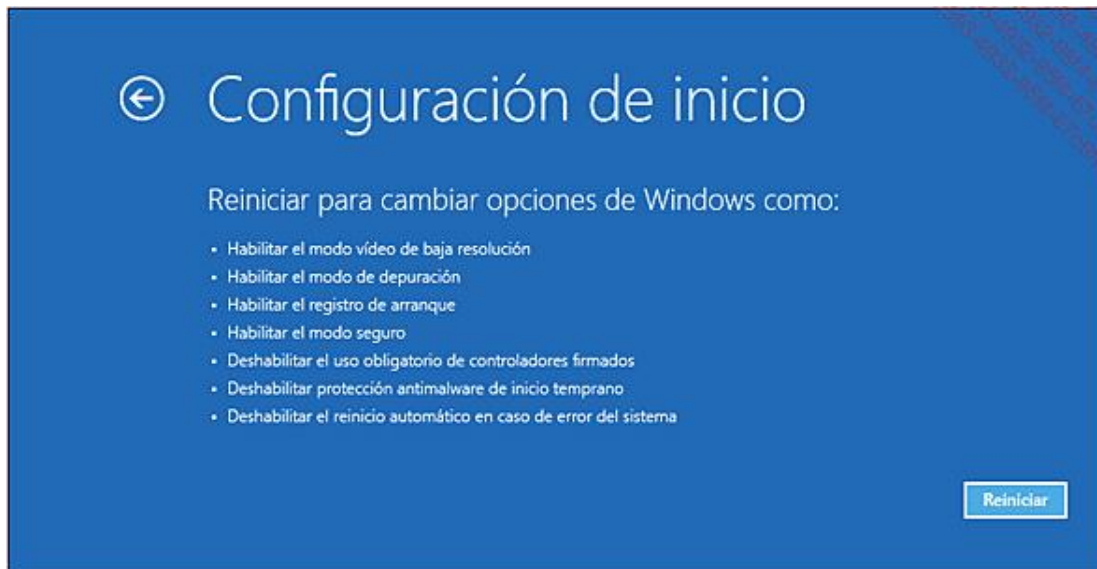 Configuración de inicio
Reiniciar para cambiar opciones de Windows como:
• Habilitar el modo vídeo de baja resolución
• Habilitar el modo de depuración
• Habilitar el registro de arranque
• Habilitar el modo seguro
• Deshabilitar el uso obligatorio de controladores firmados
• Deshabilitar protección antimalware de inicio temprano
• Deshabilitar el reinicio automático en caso de error del sistema
Reiniciar